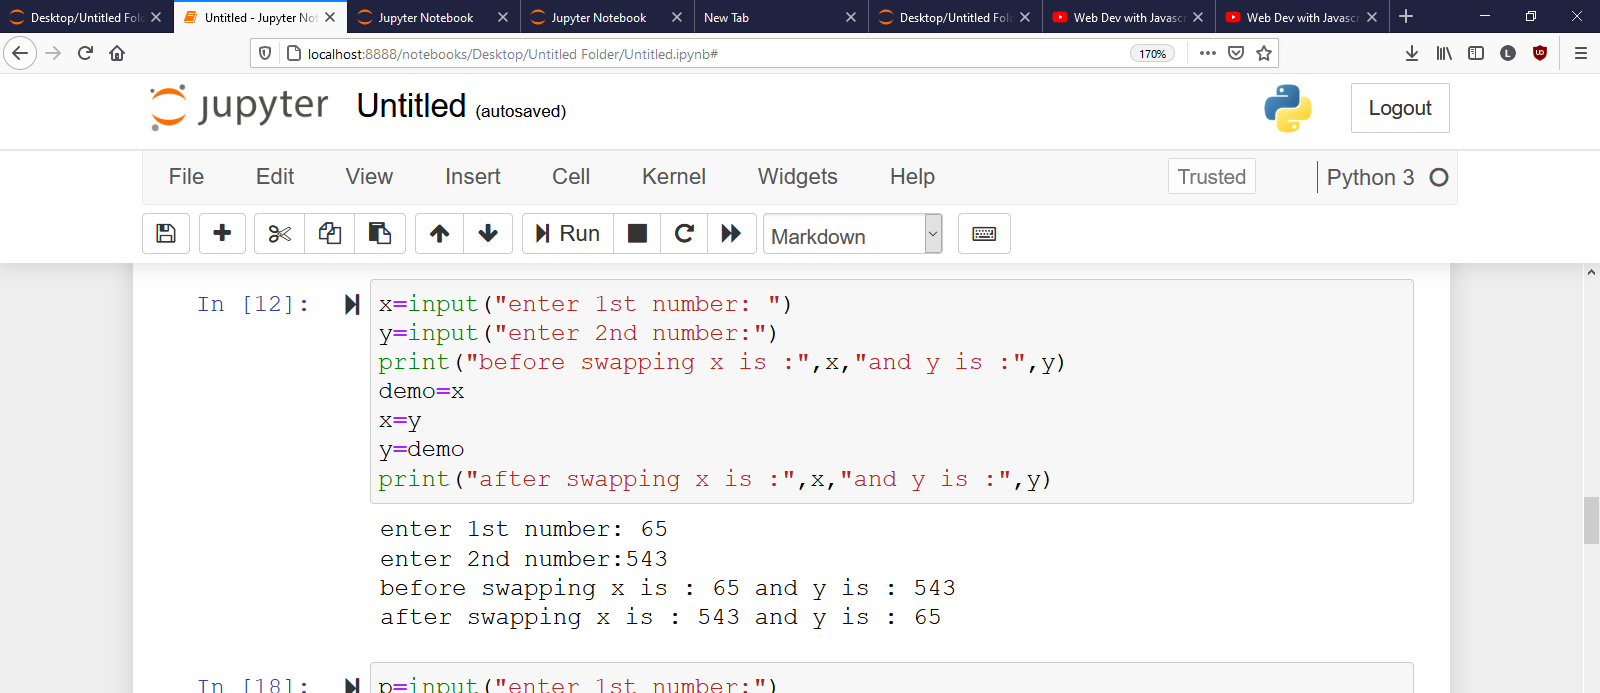 Desktop/Untitled Fol
Untitled - Jupyter Not
Jupyter Notebook
Jupyter Notebook
New Tab
Desktop/Untitled Fol
Web Dev with Javasc
Web Dev with Javasc
localhost:8888/notebooks/Desktop/Untitled Folder/Untitled.ipynb#
170%
jupyter Untitled (autosaved)
Logout
File Edit View Insert Cell Kernel Widgets Help
Trusted
Python 3
Run
Markdown
In [12]:
x=input("enter 1st number: ")
y=input("enter 2nd number:")
print("before swapping x is :",x,"and y is :",y)
demo=x
x=y
y=demo
print("after swapping x is :",x,"and y is :",y)
enter 1st number: 65
enter 2nd number:543
before swapping x is : 65 and y is : 543
after swapping x is : 543 and y is : 65
In [18]:
p=input("enter 1st number:")